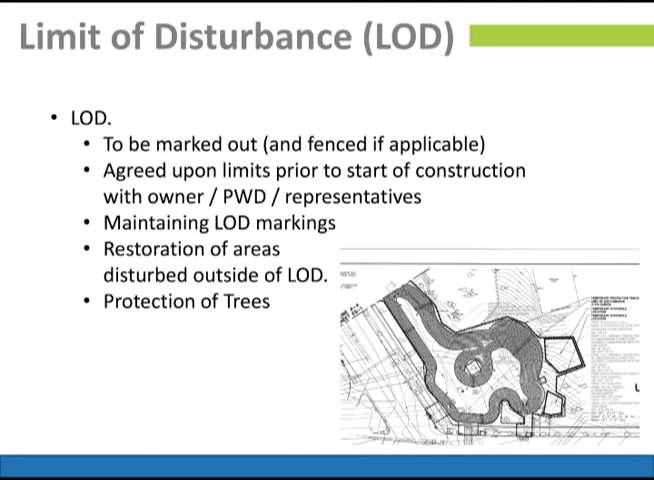 Limit of Disturbance (LOD)
• LOD.
• To be marked out (and fenced if applicable)
• Agreed upon limits prior to start of construction
with owner / PWD / representatives
• Maintaining LOD markings
• Restoration of areas
disturbed outside of LOD.
• Protection of Trees
L